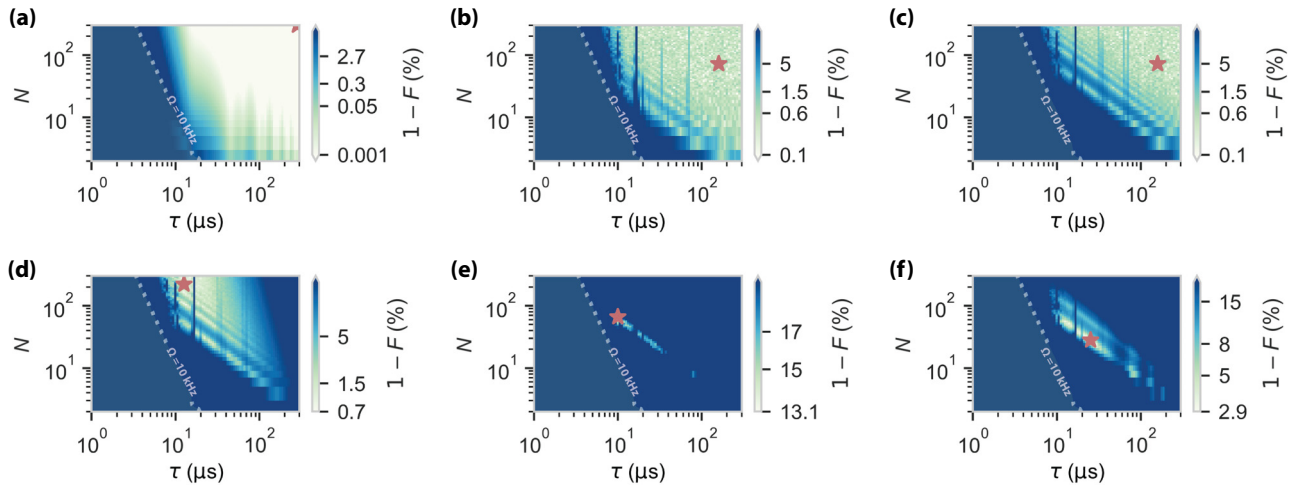 (a)
10² 10¹
N
Ω=10 kHz
10⁰ 10¹ 10²
τ (μs)
2.7 0.3 0.05 0.001
1 − F (%)
(b)
10² 10¹
N
Ω=10 kHz
10⁰ 10¹ 10²
τ (μs)
5 1.5 0.6 0.1
1 − F (%)
(c)
10² 10¹
N
Ω=10 kHz
10⁰ 10¹ 10²
τ (μs)
5 1.5 0.6 0.1
1 − F (%)
(d)
10² 10¹
N
Ω=10 kHz
10⁰ 10¹ 10²
τ (μs)
5 1.5 0.7
1 − F (%)
(e)
10² 10¹
N
Ω=10 kHz
10⁰ 10¹ 10²
τ (μs)
17 15 13.1
1 − F (%)
(f)
10² 10¹
N
Ω=10 kHz
10⁰ 10¹ 10²
τ (μs)
15 8 5 2.9
1 − F (%)